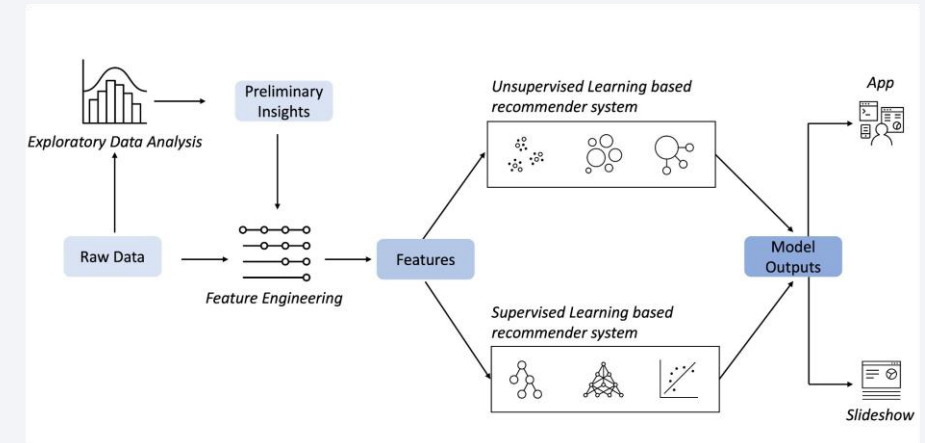 Exploratory Data Analysis
Preliminary
Insights
Raw Data
Feature Engineering
Features
Unsupervised Learning based
recommender system
Supervised Learning based
recommender system
Model
Outputs
App
Slideshow